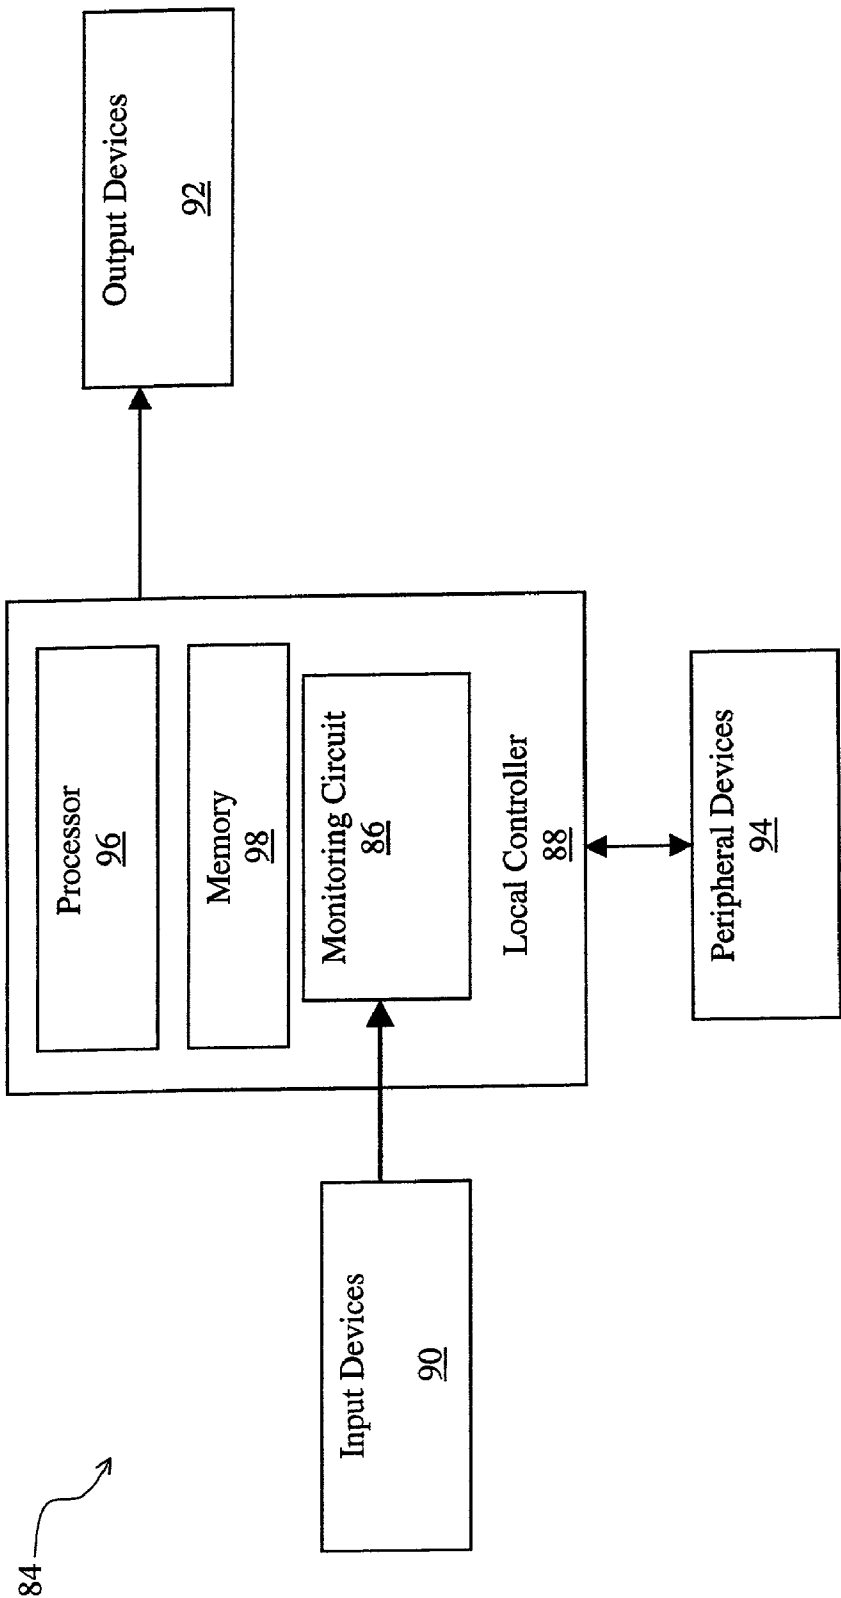 84
Input Devices
90
Processor
96
Memory
98
Monitoring Circuit
86
Local Controller
88
Output Devices
92
Peripheral Devices
94